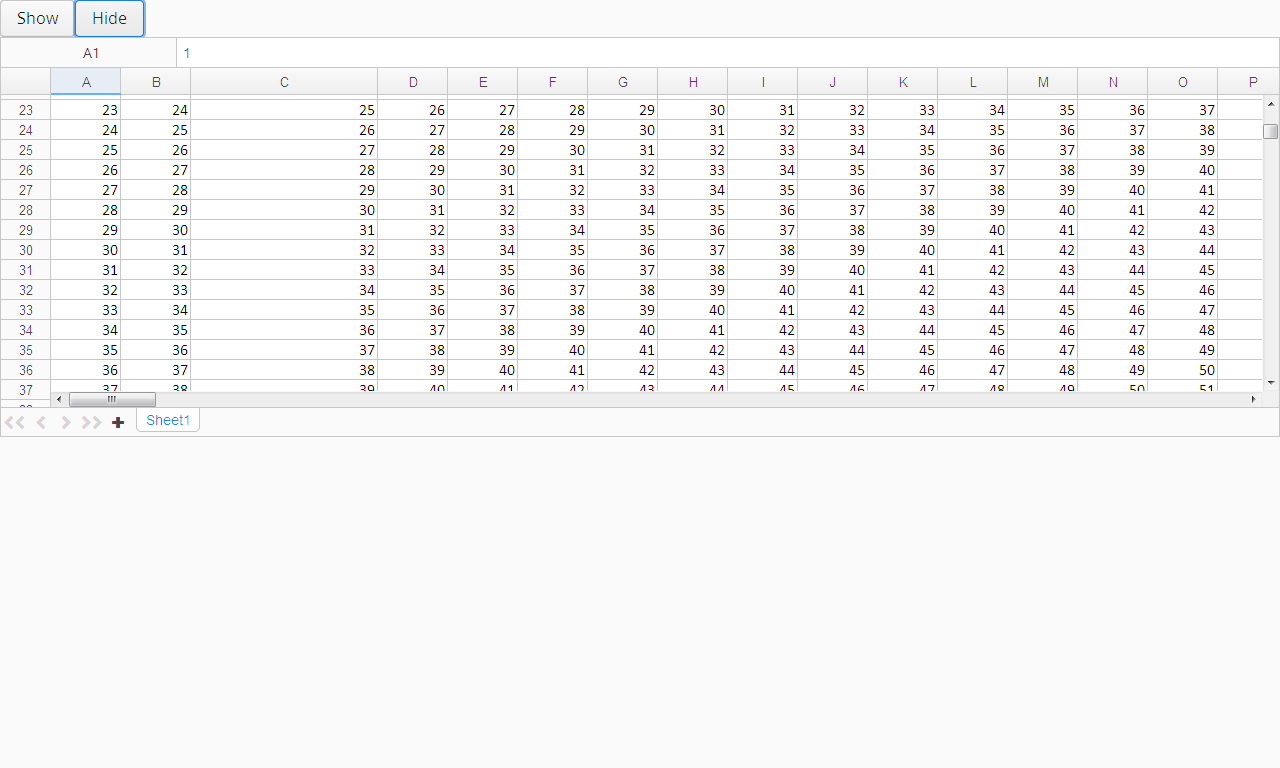 Show Hide
A1 1
A B C D E F G H I J K L M N O P
23 23 24 25 26 27 28 29 30 31 32 33 34 35 36 37
24 24 25 26 27 28 29 30 31 32 33 34 35 36 37 38
25 25 26 27 28 29 30 31 32 33 34 35 36 37 38 39
26 26 27 28 29 30 31 32 33 34 35 36 37 38 39 40
27 27 28 29 30 31 32 33 34 35 36 37 38 39 40 41
28 28 29 30 31 32 33 34 35 36 37 38 39 40 41 42
29 29 30 31 32 33 34 35 36 37 38 39 40 41 42 43
30 30 31 32 33 34 35 36 37 38 39 40 41 42 43 44
31 31 32 33 34 35 36 37 38 39 40 41 42 43 44 45
32 32 33 34 35 36 37 38 39 40 41 42 43 44 45 46
33 33 34 35 36 37 38 39 40 41 42 43 44 45 46 47
34 34 35 36 37 38 39 40 41 42 43 44 45 46 47 48
35 35 36 37 38 39 40 41 42 43 44 45 46 47 48 49
36 36 37 38 39 40 41 42 43 44 45 46 47 48 49 50
37 37 38 39 40 41 42 43 44 45 46 47 48 49 50 51
Sheet1